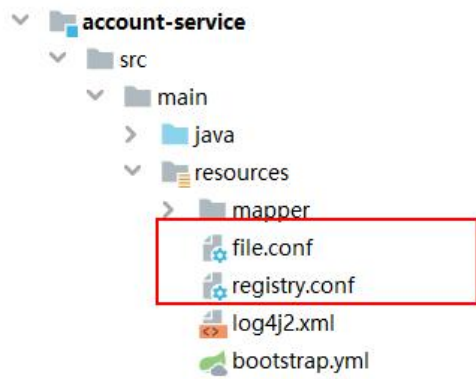 account-service
src
main
java
resources
mapper
file.conf
registry.conf
log4j2.xml
bootstrap.yml